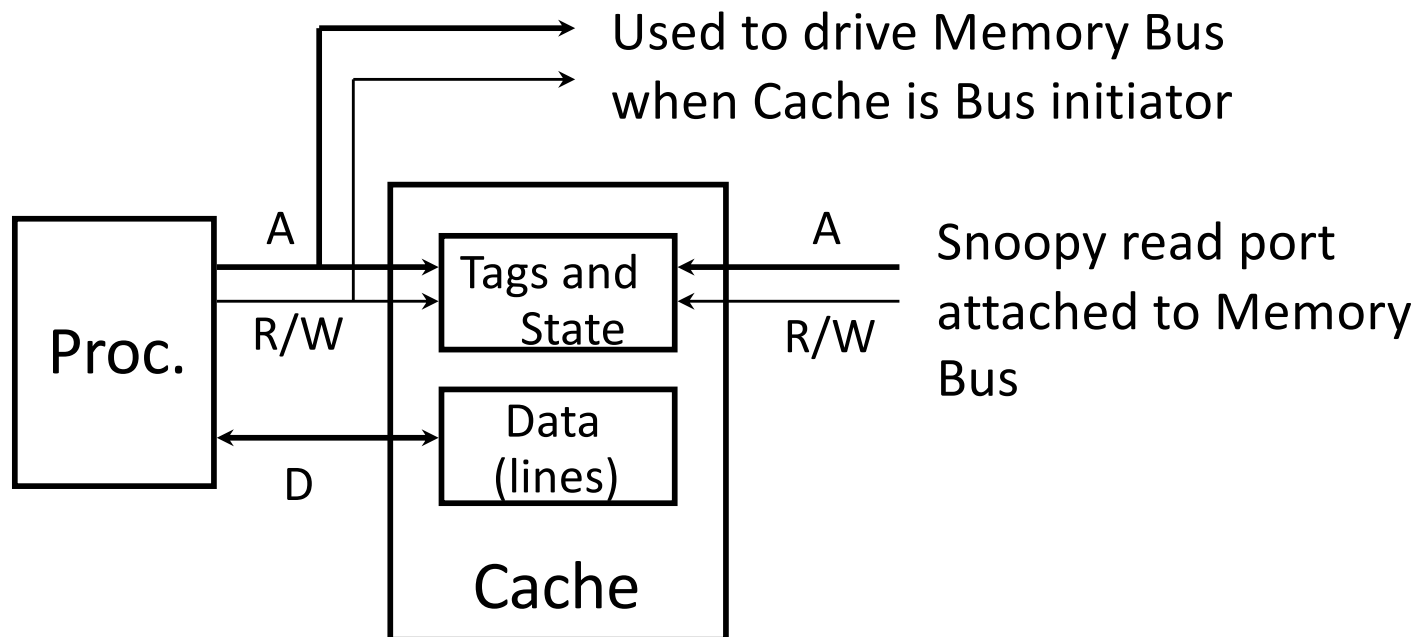 Used to drive Memory Bus
when Cache is Bus initiator
A
R/W
Proc.
D
Tags and
State
Data
(lines)
Cache
A
R/W
Snoopy read port
attached to Memory
Bus